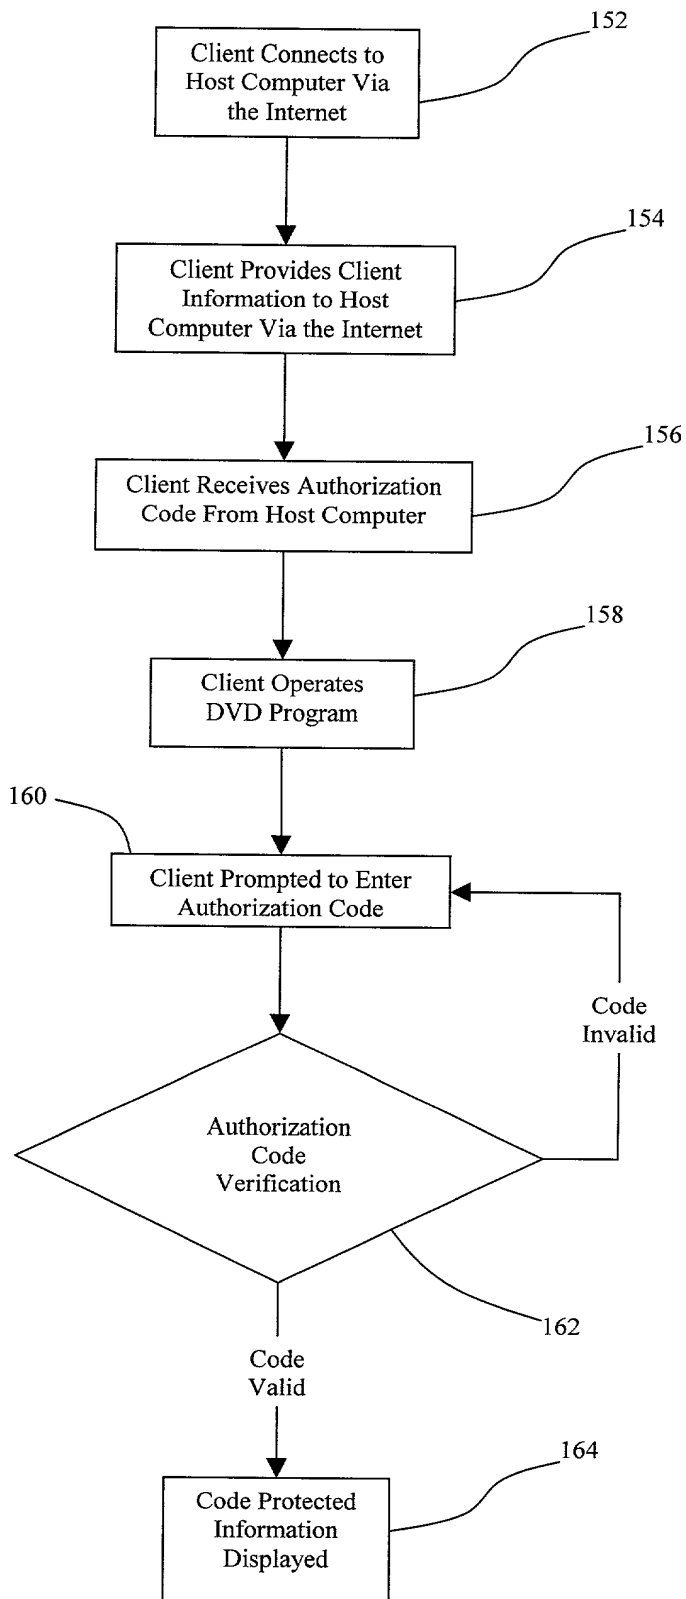 152
Client Connects to
Host Computer Via
the Internet
154
Client Provides Client
Information to Host
Computer Via the Internet
156
Client Receives Authorization
Code From Host Computer
158
Client Operates
DVD Program
160
Client Prompted to Enter
Authorization Code
Code
Invalid
Authorization
Code
Verification
162
Code
Valid
164
Code Protected
Information
Displayed